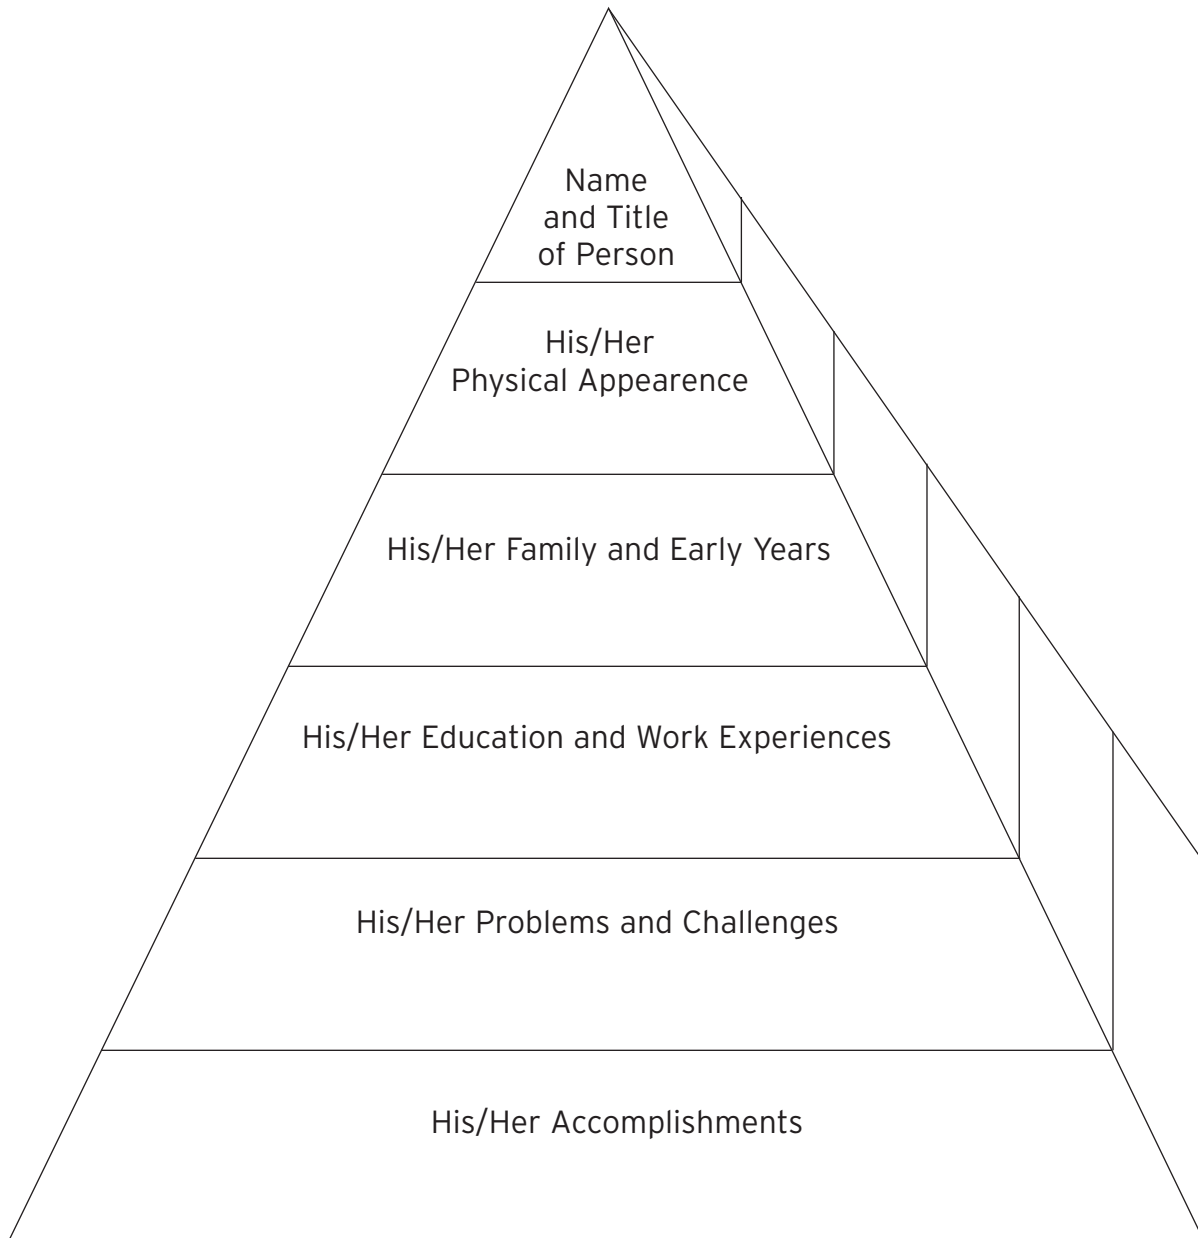 Name
and Title
of Person
His/Her
Physical Appearence
His/Her Family and Early Years
His/Her Education and Work Experiences
His/Her Problems and Challenges
His/Her Accomplishments